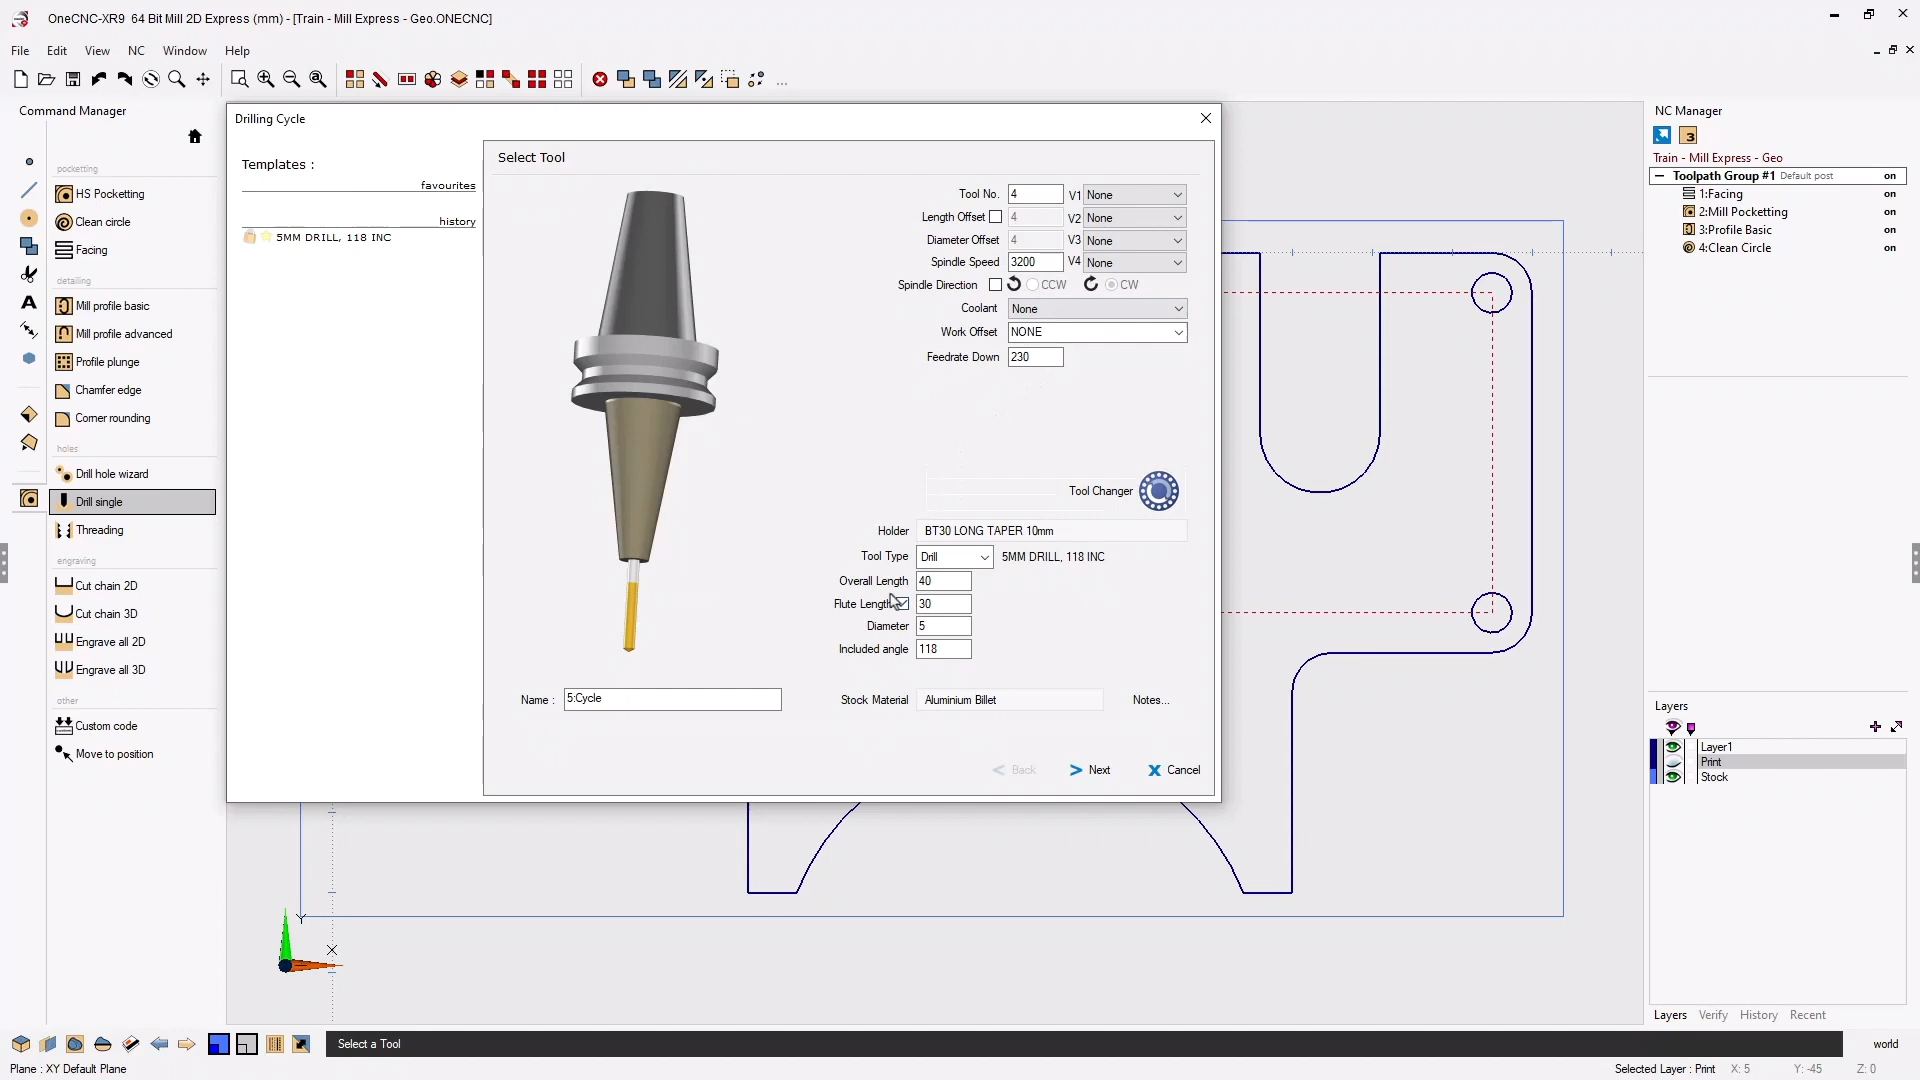 OneCNC-XR9 64 Bit Mill 2D Express (mm) - [Train - Mill Express - Geo.ONECNC]
File Edit View NC Window Help
Command Manager
pocketting
HS Pocketting
Clean circle
Facing
detailing
Mill profile basic
Mill profile advanced
Profile plunge
Chamfer edge
Corner rounding
holes
Drill hole wizard
Drill single
Threading
engraving
Cut chain 2D
Cut chain 3D
Engrave all 2D
Engrave all 3D
other
Custom code
Move to position
Drilling Cycle
Templates :
favourites
history
5MM DRILL, 118 INC
Select Tool
Tool No. 4 V1 None
Length Offset 4 V2 None
Diameter Offset 4 V3 None
Spindle Speed 3200 V4 None
Spindle Direction CCW CW
Coolant None
Work Offset NONE
Feedrate Down 230
Tool Changer
Holder BT30 LONG TAPER 10mm
Tool Type Drill 5MM DRILL, 118 INC
Overall Length 40
Flute Length 30
Diameter 5
Included angle 118
Name : 5:Cycle Stock Material Aluminium Billet Notes...
< Back > Next X Cancel
NC Manager
3
Train - Mill Express - Geo
Toolpath Group #1 Default post on
1:Facing on
2:Mill Pocketting on
3:Profile Basic on
4:Clean Circle on
Layers
Layer1
Print
Stock
Layers Verify History Recent
Select a Tool world
Plane : XY Default Plane Selected Layer : Print X: 5 Y: -45 Z: 0